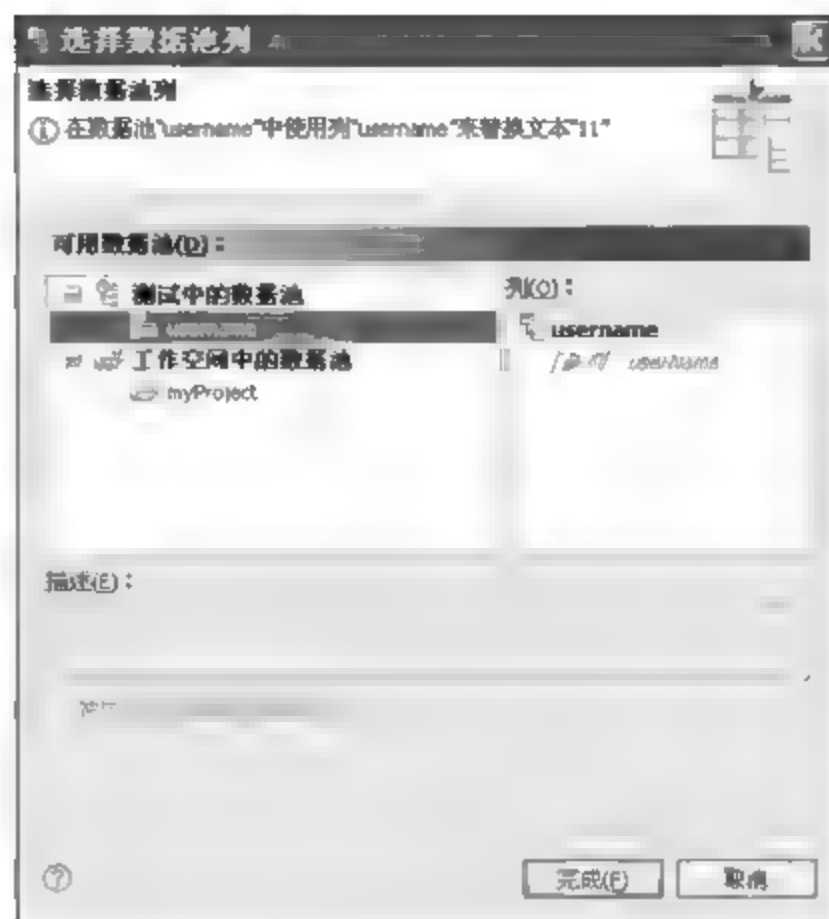 选择数据池列
选择数据池列
在数据池"username"中使用列"username"来替换文本"11"
可用数据池(D)：
列(O)：
测试中的数据池
username
username
工作空间中的数据池
username
myProject
描述(E)：
完成(F)
取消